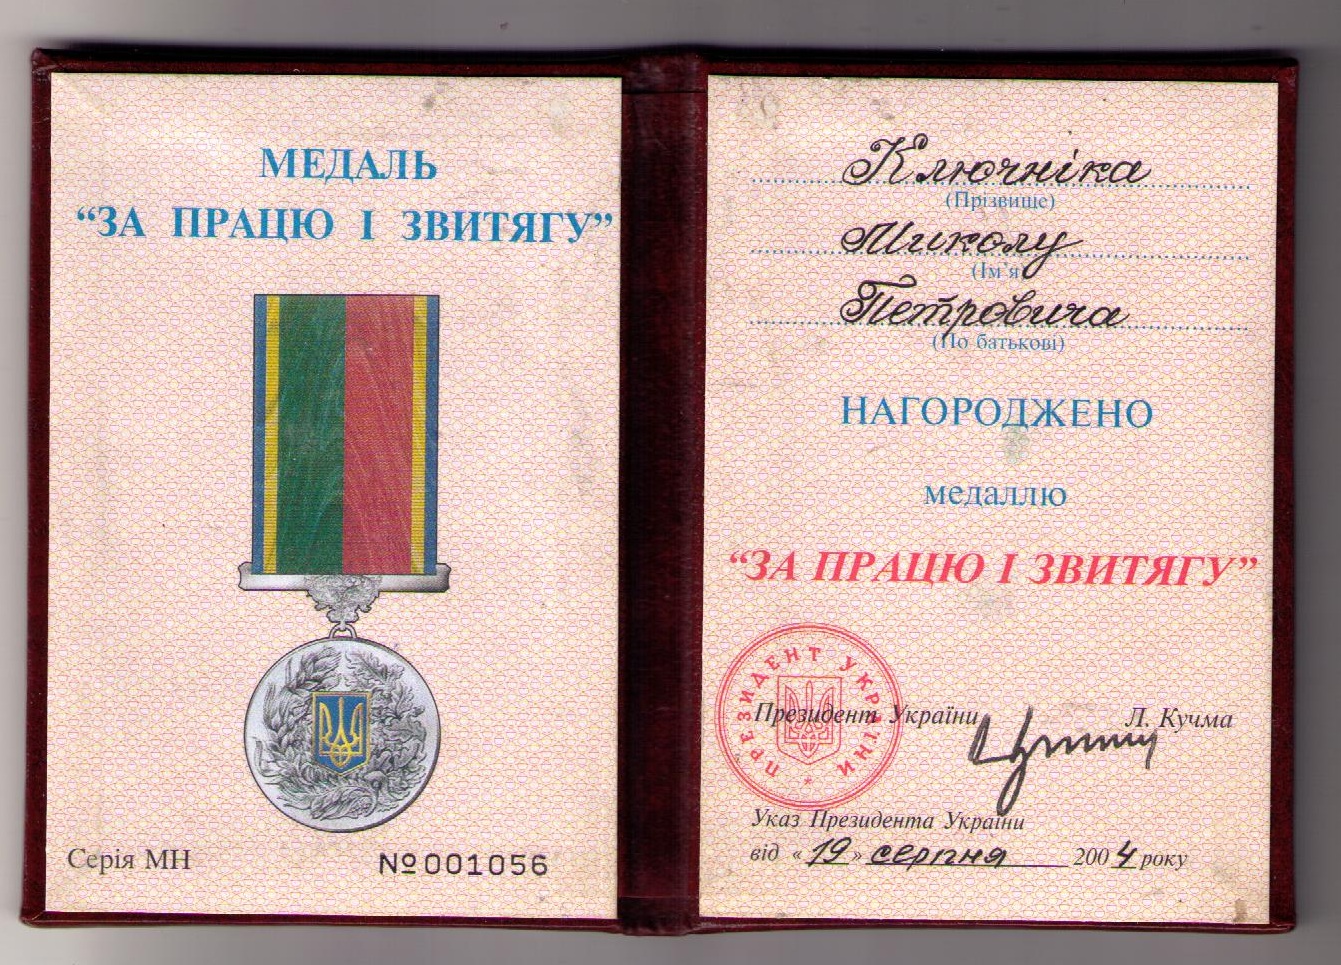 МЕДАЛЬ
“ЗА ПРАЦЮ І ЗВИТЯГУ”
Серія МН №001056
Ключніка
(Прізвище)
Миколу
(Ім'я)
Петровича
(По батькові)
НАГОРОДЖЕНО
медаллю
“ЗА ПРАЦЮ І ЗВИТЯГУ”
ПРЕЗИДЕНТ УКРАЇНИ
Президент України Л. Кучма
Указ Президента України
від «19» серпня 2004 року